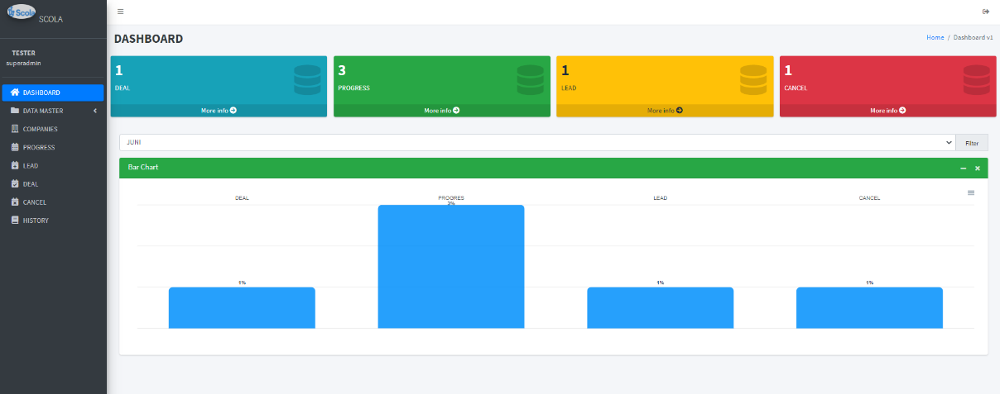 Scola
SCOLA
TESTER
superadmin
DASHBOARD
DATA MASTER
COMPANIES
PROGRESS
LEAD
DEAL
CANCEL
HISTORY
DASHBOARD
Home / Dashboard v1
1
DEAL
More info
3
PROGRESS
More info
1
LEAD
More info
1
CANCEL
More info
JUNI
Filter
Bar Chart
DEAL PROGRES LEAD CANCEL
1% 3% 1% 1%